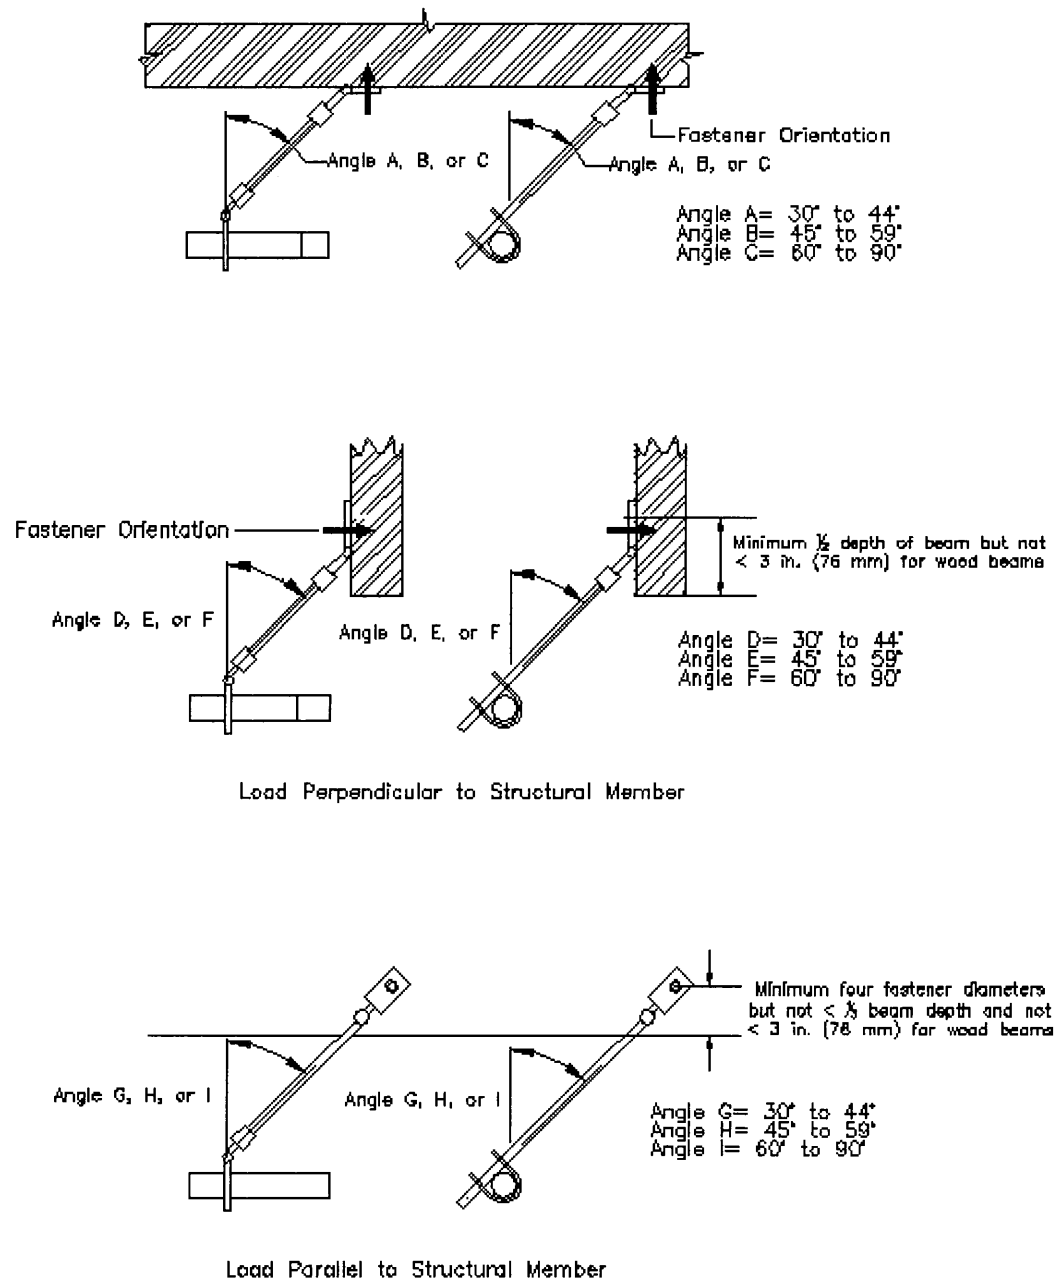 Fastener Orientation
Angle A, B, or C
Angle A, B, or C
Angle A= 30° to 44°
Angle B= 45° to 59°
Angle C= 60° to 90°
Fastener Orientation
Minimum ½ depth of beam but not
< 3 in. (76 mm) for wood beams
Angle D, E, or F
Angle D, E, or F
Angle D= 30° to 44°
Angle E= 45° to 59°
Angle F= 60° to 90°
Load Perpendicular to Structural Member
Minimum four fastener diameters
but not < ⅓ beam depth and not
< 3 in. (76 mm) for wood beams
Angle G, H, or I
Angle G, H, or I
Angle G= 30° to 44°
Angle H= 45° to 59°
Angle I= 60° to 90°
Load Parallel to Structural Member